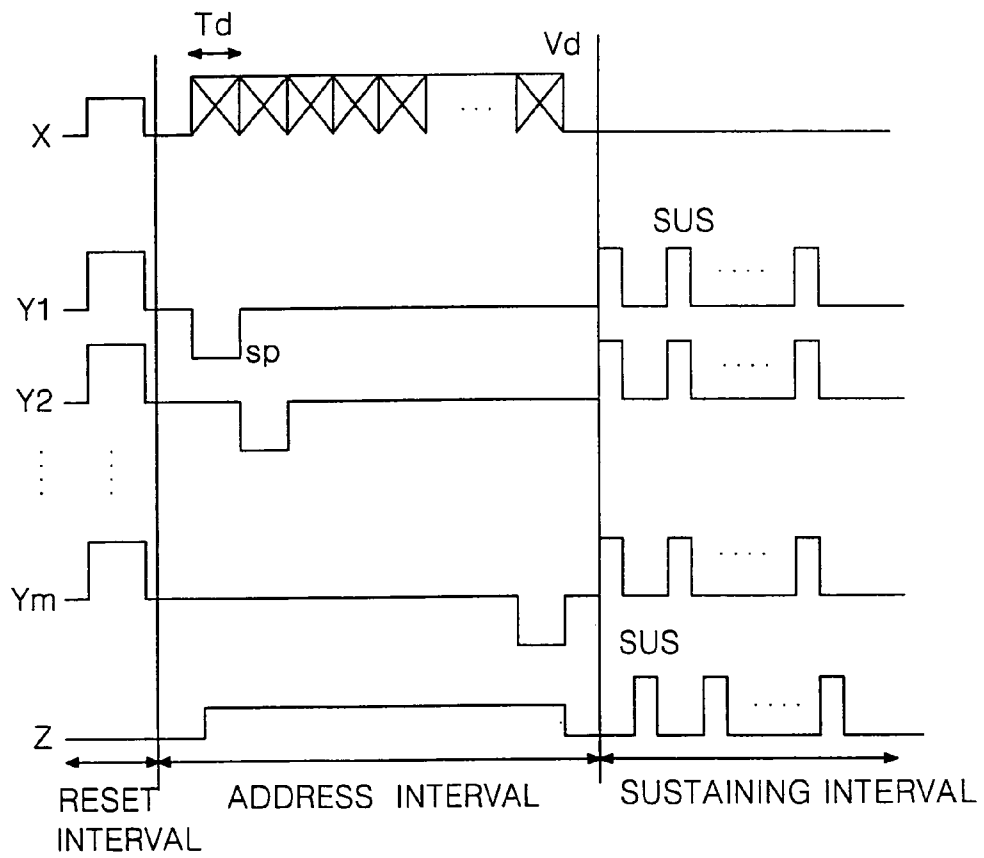 Td
Vd
X
SUS
Y1
sp
Y2
Ym
SUS
Z
RESET INTERVAL
ADDRESS INTERVAL
SUSTAINING INTERVAL